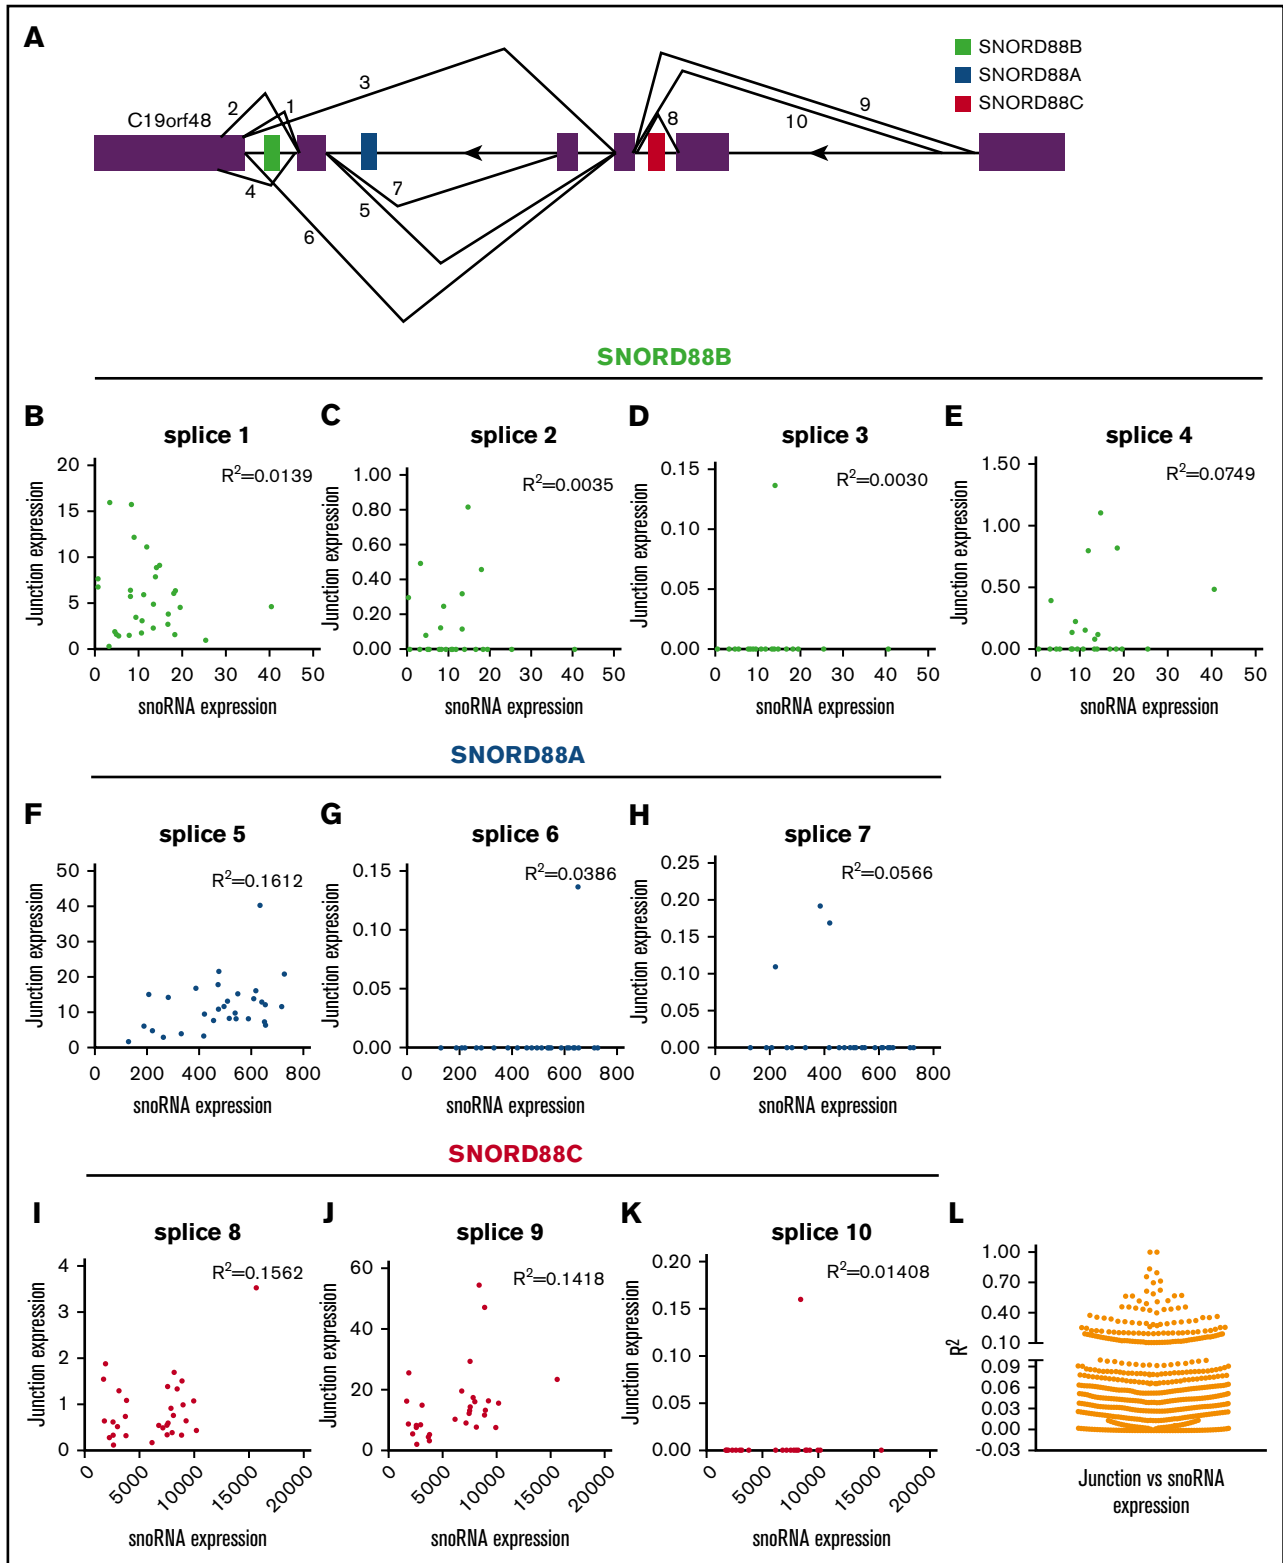 A
SNORD88B
SNORD88A
SNORD88C
C19orf48
1
2
3
4
5
6
7
8
9
10
SNORD88B
B
splice 1
R²=0.0139
Junction expression
20
15
10
5
0
0 10 20 30 40 50
snoRNA expression
C
splice 2
R²=0.0035
Junction expression
1.00
0.80
0.60
0.40
0.20
0.00
0 10 20 30 40 50
snoRNA expression
D
splice 3
R²=0.0030
Junction expression
0.15
0.10
0.05
0.00
0 10 20 30 40 50
snoRNA expression
E
splice 4
R²=0.0749
Junction expression
1.50
1.00
0.50
0.00
0 10 20 30 40 50
snoRNA expression
SNORD88A
F
splice 5
R²=0.1612
Junction expression
50
40
30
20
10
0
0 200 400 600 800
snoRNA expression
G
splice 6
R²=0.0386
Junction expression
0.15
0.10
0.05
0.00
0 200 400 600 800
snoRNA expression
H
splice 7
R²=0.0566
Junction expression
0.25
0.20
0.15
0.10
0.05
0.00
0 200 400 600 800
snoRNA expression
SNORD88C
I
splice 8
R²=0.1562
Junction expression
4
3
2
1
0
0 5000 10000 15000 20000
snoRNA expression
J
splice 9
R²=0.1418
Junction expression
60
40
20
0
0 5000 10000 15000 20000
snoRNA expression
K
splice 10
R²=0.01408
Junction expression
0.20
0.15
0.10
0.05
0.00
0 5000 10000 15000 20000
snoRNA expression
L
R²
1.00
0.70
0.40
0.10
0.09
0.06
0.03
0.00
-0.03
Junction vs snoRNA
expression